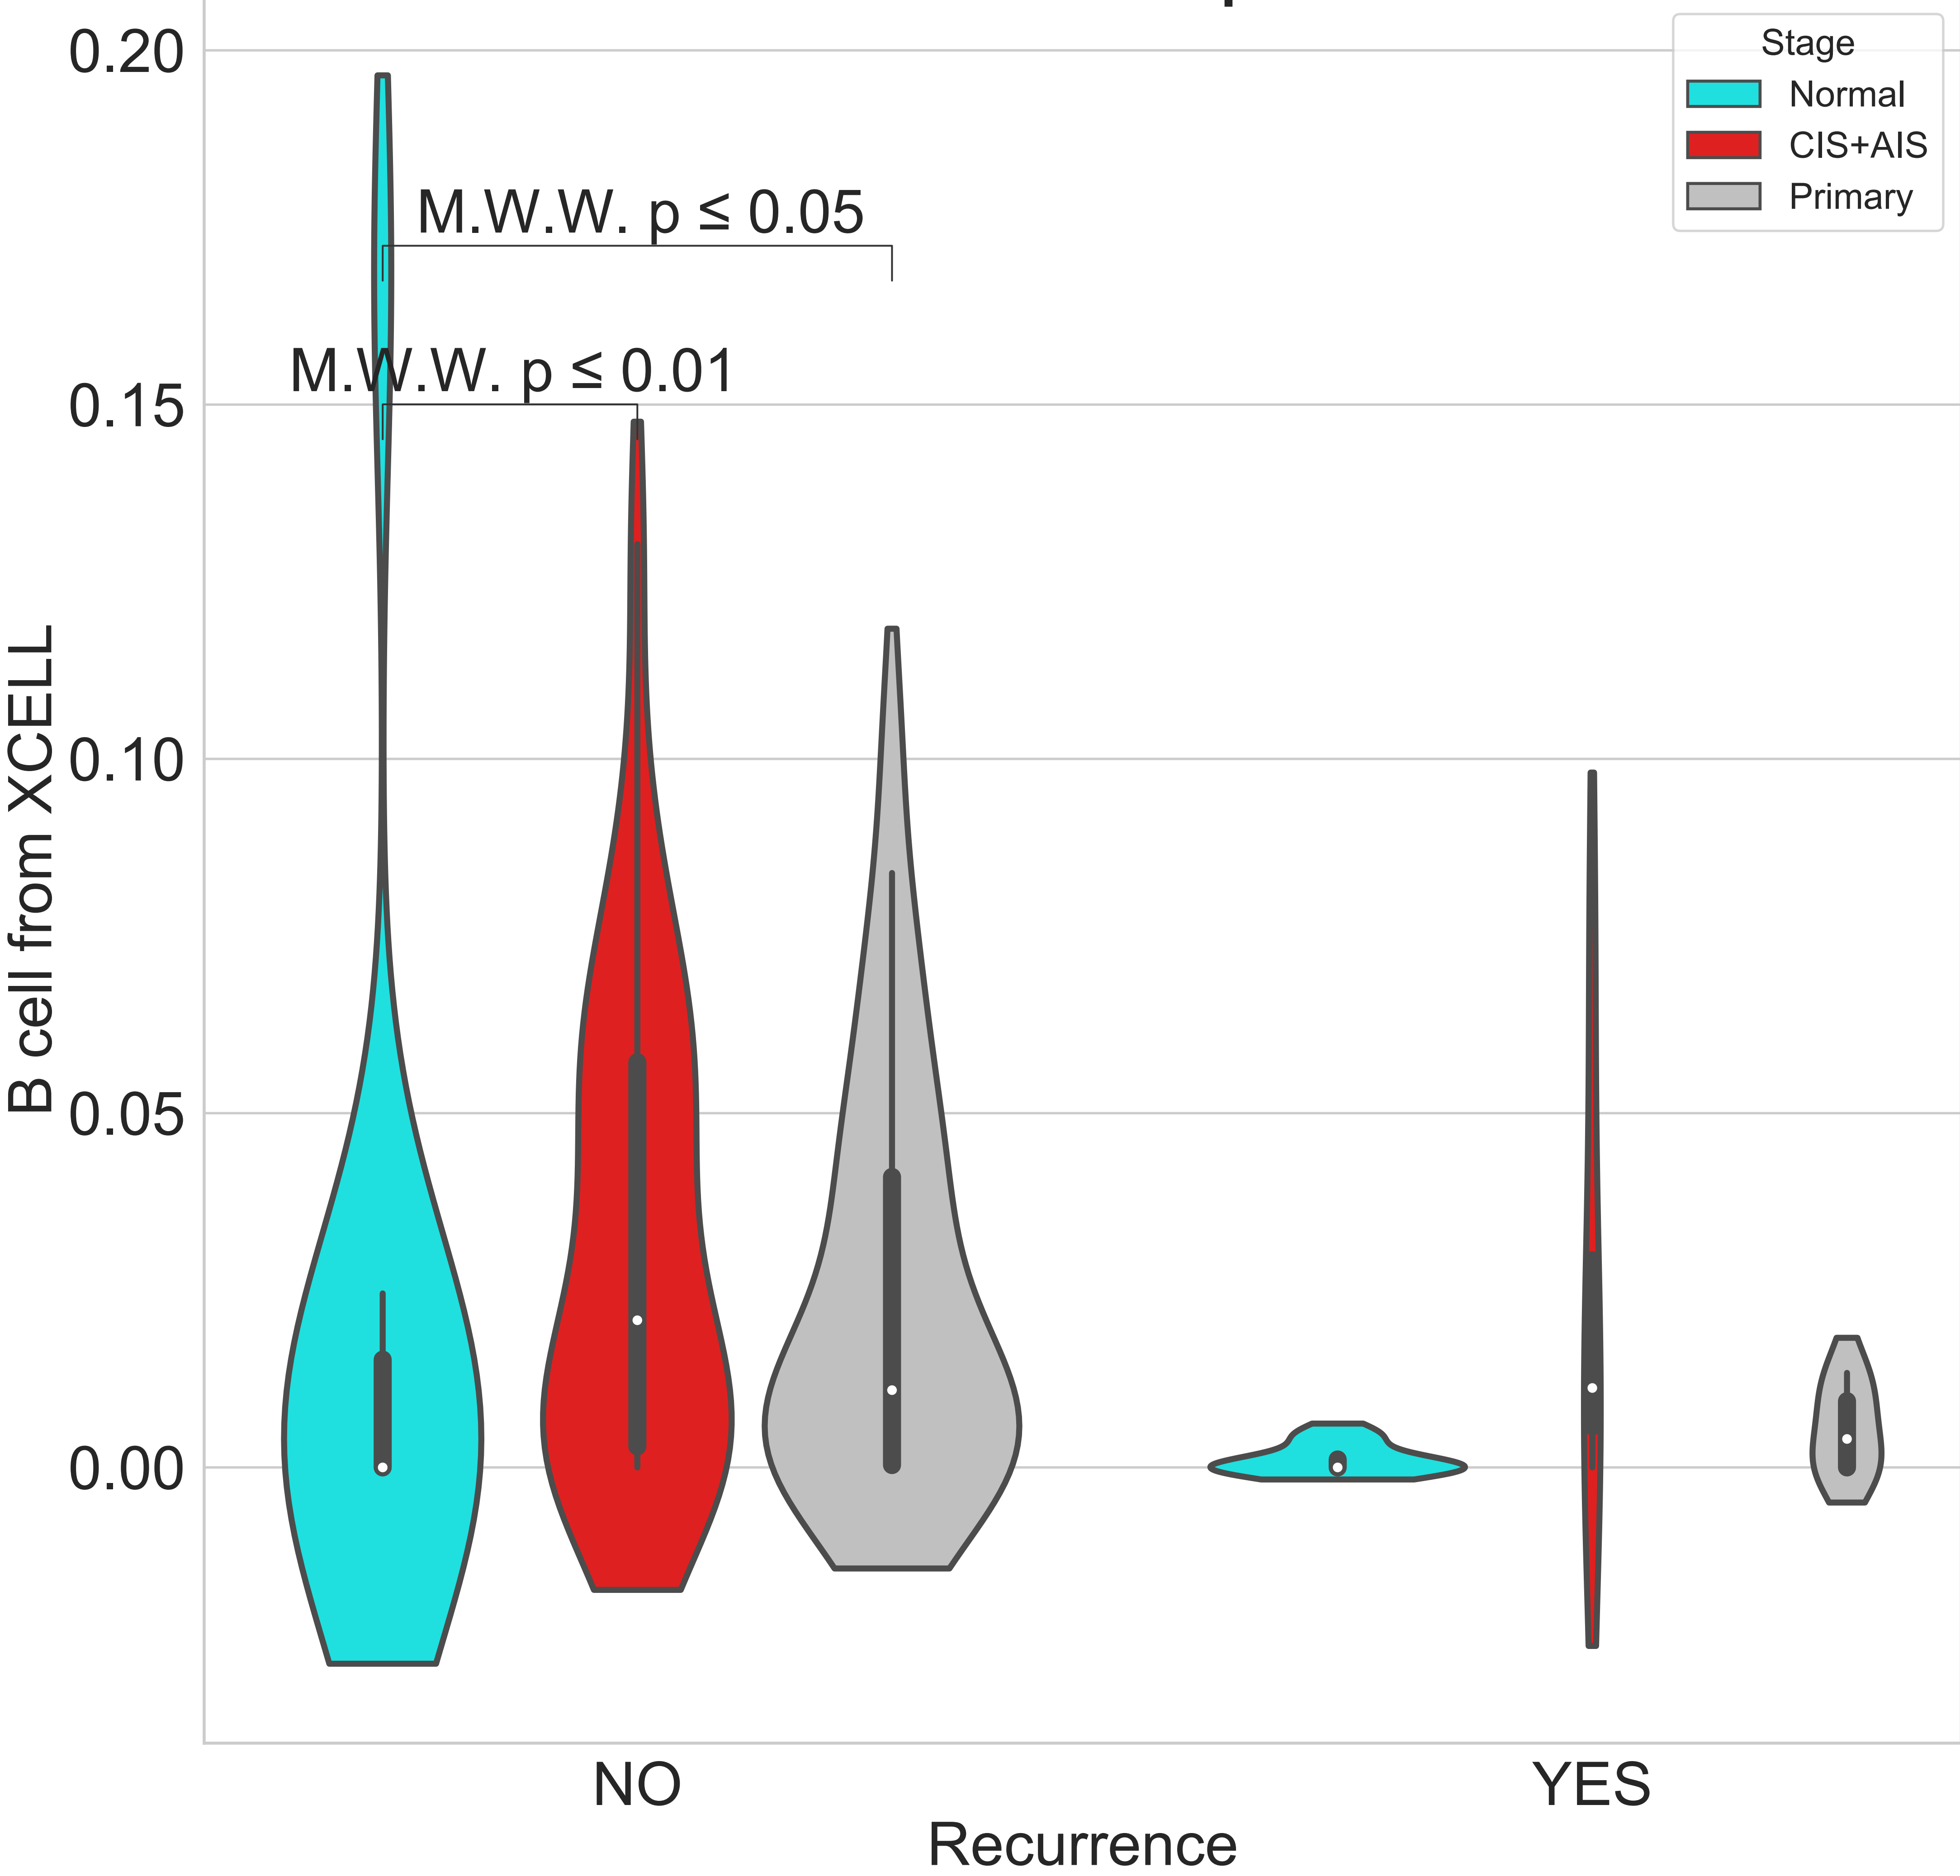 Stage
Normal
CIS+AIS
Primary
M.W.W. p ≤ 0.05
M.W.W. p ≤ 0.01
B cell from XCELL
0.20
0.15
0.10
0.05
0.00
NO
YES
Recurrence